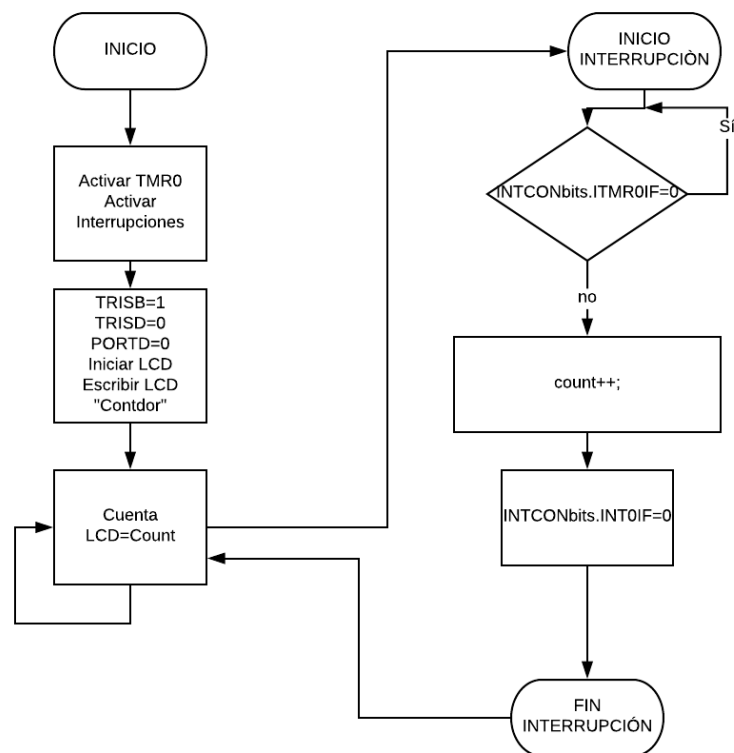 INICIO
Activar TMR0
Activar
Interrupciones
TRISB=1
TRISD=0
PORTD=0
Iniciar LCD
Escribir LCD
"Contdor"
Cuenta
LCD=Count
INICIO
INTERRUPCIÒN
Sí
INTCONbits.ITMR0IF=0
no
count++;
INTCONbits.INT0IF=0
FIN
INTERRUPCIÓN